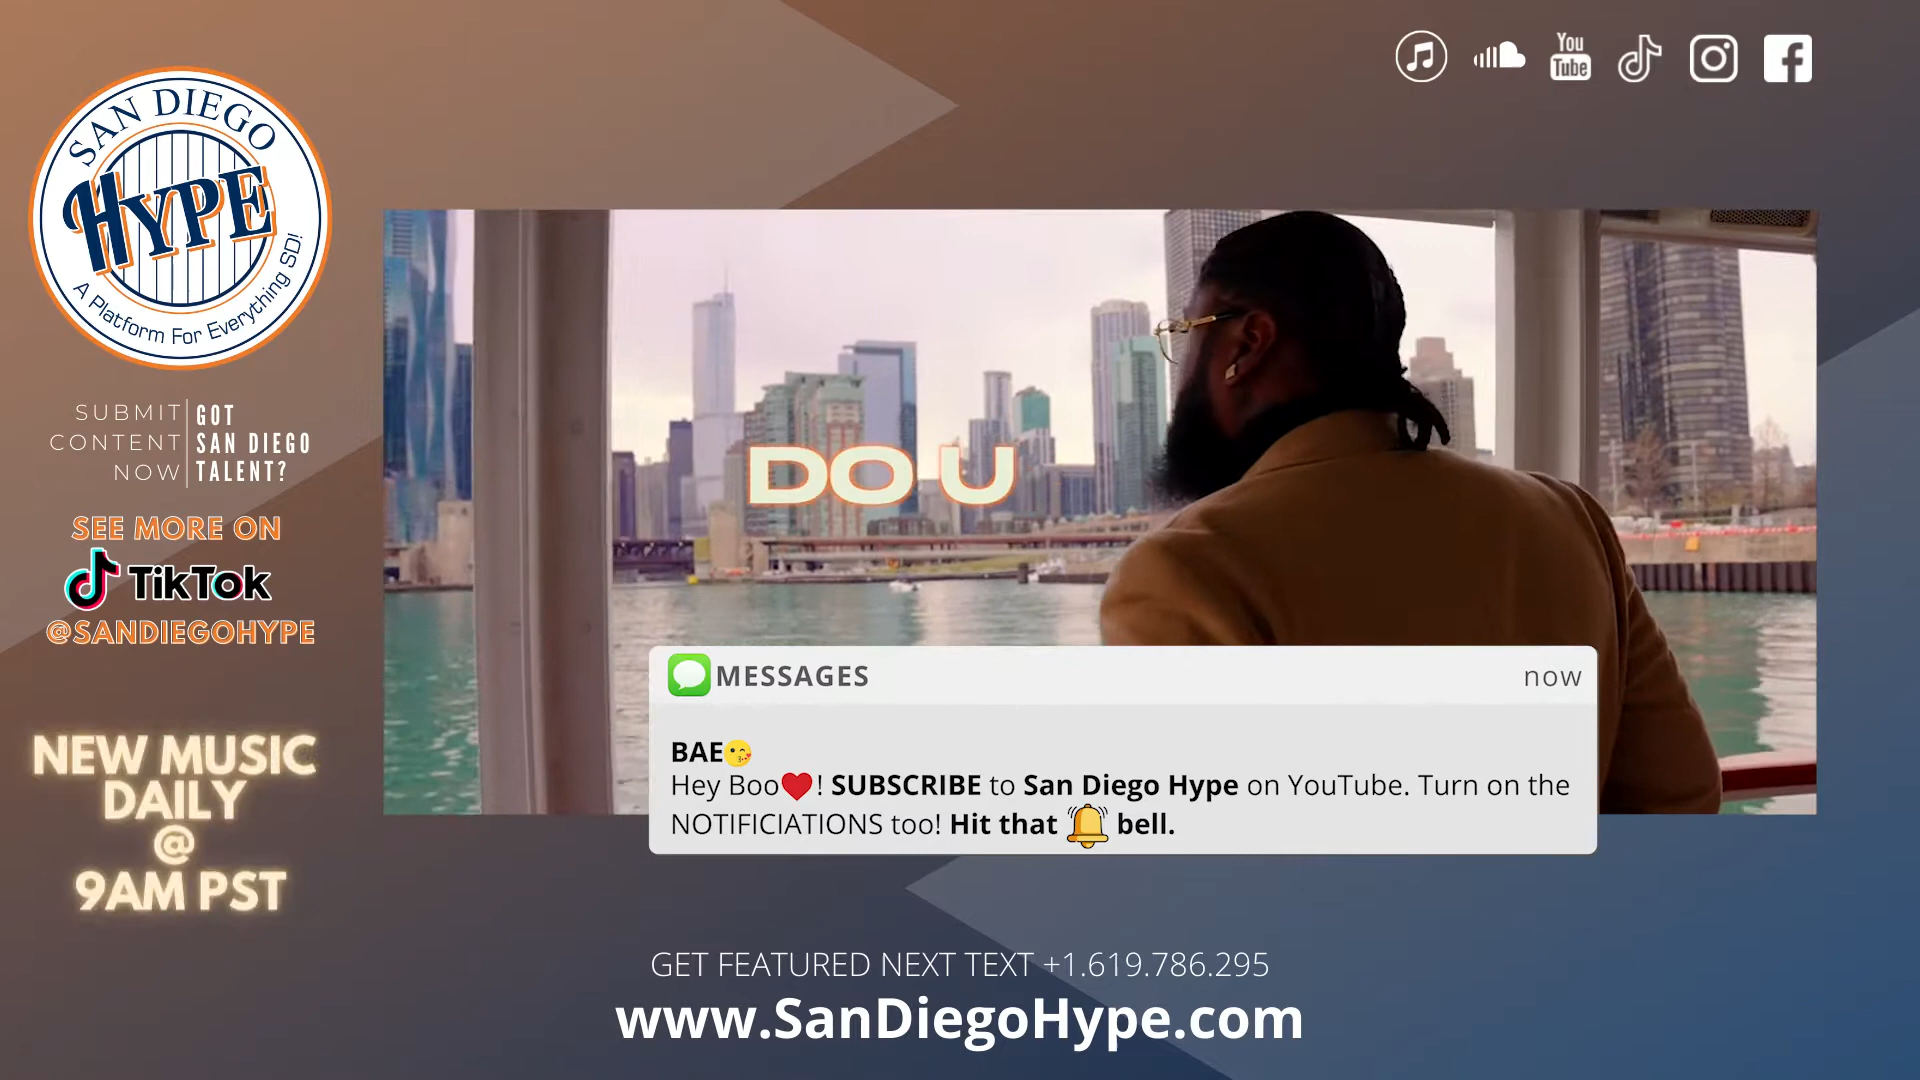 SAN DIEGO
HYPE
A Platform For Everything SD!
SUBMIT
CONTENT
NOW
GOT
SAN DIEGO
TALENT?
SEE MORE ON
TikTok
@SANDIEGOHYPE
NEW MUSIC
DAILY
@
9AM PST
You
Tube
DO U
MESSAGES
now
BAE😘
Hey Boo❤️! SUBSCRIBE to San Diego Hype on YouTube. Turn on the
NOTIFICIATIONS too! Hit that 🔔 bell.
GET FEATURED NEXT TEXT +1.619.786.295
www.SanDiegoHype.com